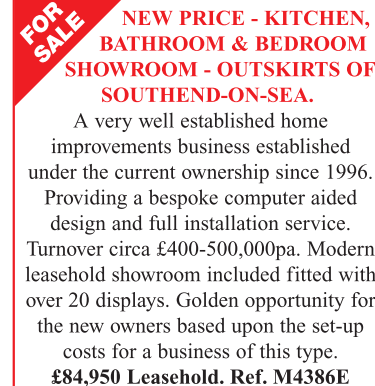 FOR
SALE
NEW PRICE - KITCHEN,
BATHROOM & BEDROOM
SHOWROOM - OUTSKIRTS OF
SOUTHEND-ON-SEA.
A very well established home
improvements business established
under the current ownership since 1996.
Providing a bespoke computer aided
design and full installation service.
Turnover circa £400-500,000pa. Modern
leasehold showroom included fitted with
over 20 displays. Golden opportunity for
the new owners based upon the set-up
costs for a business of this type.
£84,950 Leasehold. Ref. M4386E